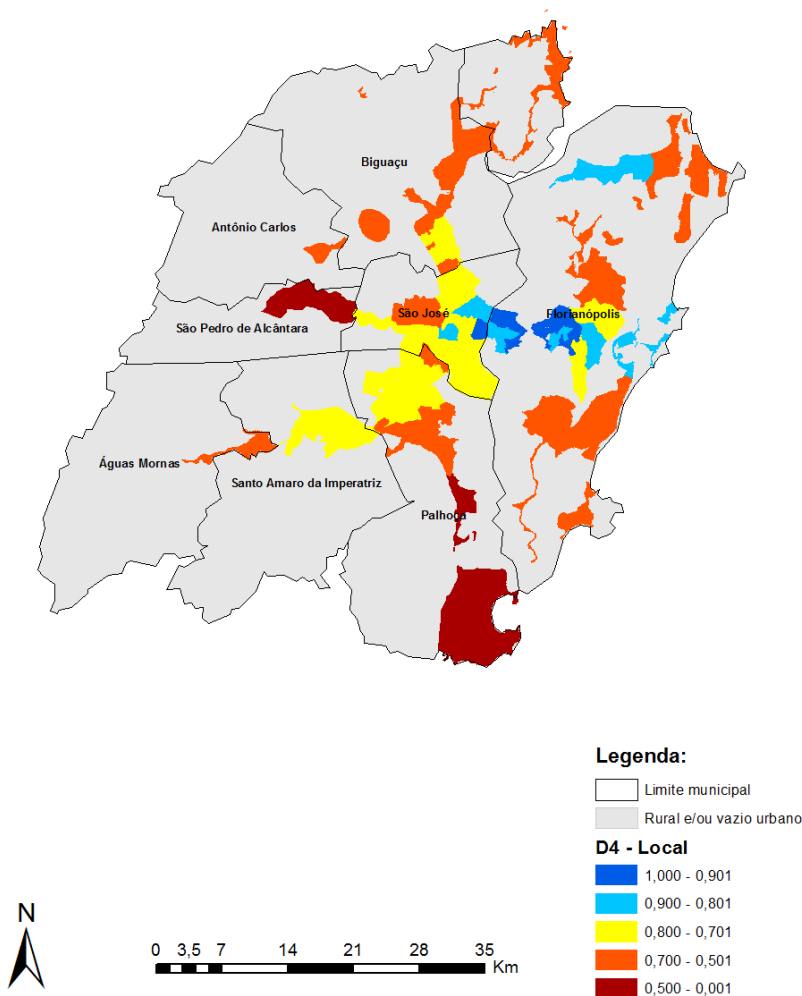 Biguaçu
Antônio Carlos
São Pedro de Alcântara
São José
Florianópolis
Águas Mornas
Santo Amaro da Imperatriz
Palhoça
Legenda:
Limite municipal
Rural e/ou vazio urbano
D4 - Local
1,000 - 0,901
0,900 - 0,801
0,800 - 0,701
0,700 - 0,501
0,500 - 0,001
N
0 3,5 7 14 21 28 35
Km